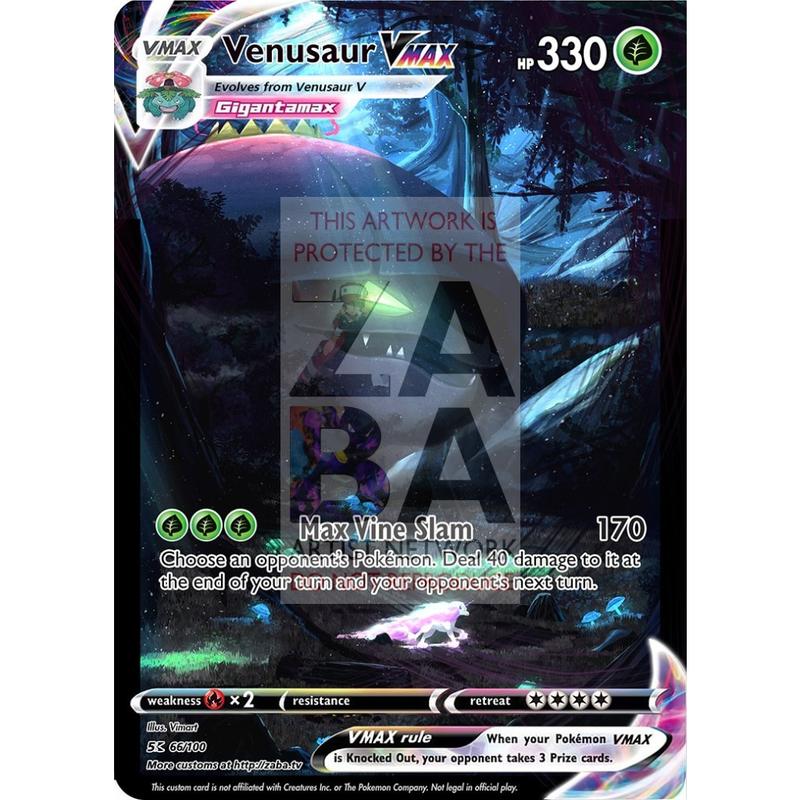 VMAX
Venusaur VMAX
HP 330
Evolves from Venusaur V
Gigantamax
THIS ARTWORK IS
PROTECTED BY THE
ZA
BA
ARTIST NETWORK
Max Vine Slam 170
Choose an opponent's Pokémon. Deal 40 damage to it at
the end of your turn and your opponent's next turn.
weakness ×2 resistance retreat
Illus. Vimart
5C 66/100
More customs at http://zaba.tv
VMAX rule When your Pokémon VMAX
is Knocked Out, your opponent takes 3 Prize cards.
This custom card is not affiliated with Creatures Inc. or The Pokemon Company. Not legal in official play.